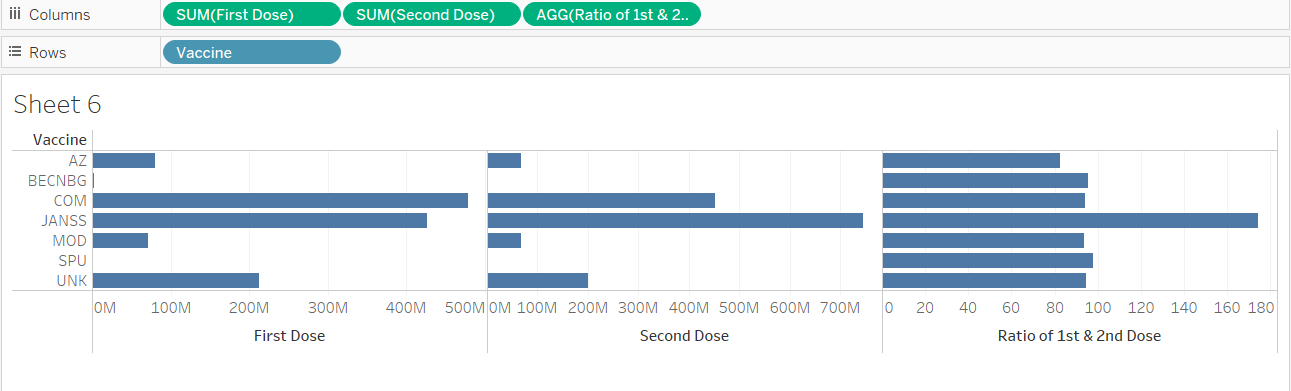 Columns SUM(First Dose) SUM(Second Dose) AGG(Ratio of 1st & 2..
Rows Vaccine
Sheet 6
Vaccine
AZ
BECNBG
COM
JANSS
MOD
SPU
UNK
0M 100M 200M 300M 400M 500M 0M 100M 200M 300M 400M 500M 600M 700M 0 20 40 60 80 100 120 140 160 180
First Dose Second Dose Ratio of 1st & 2nd Dose